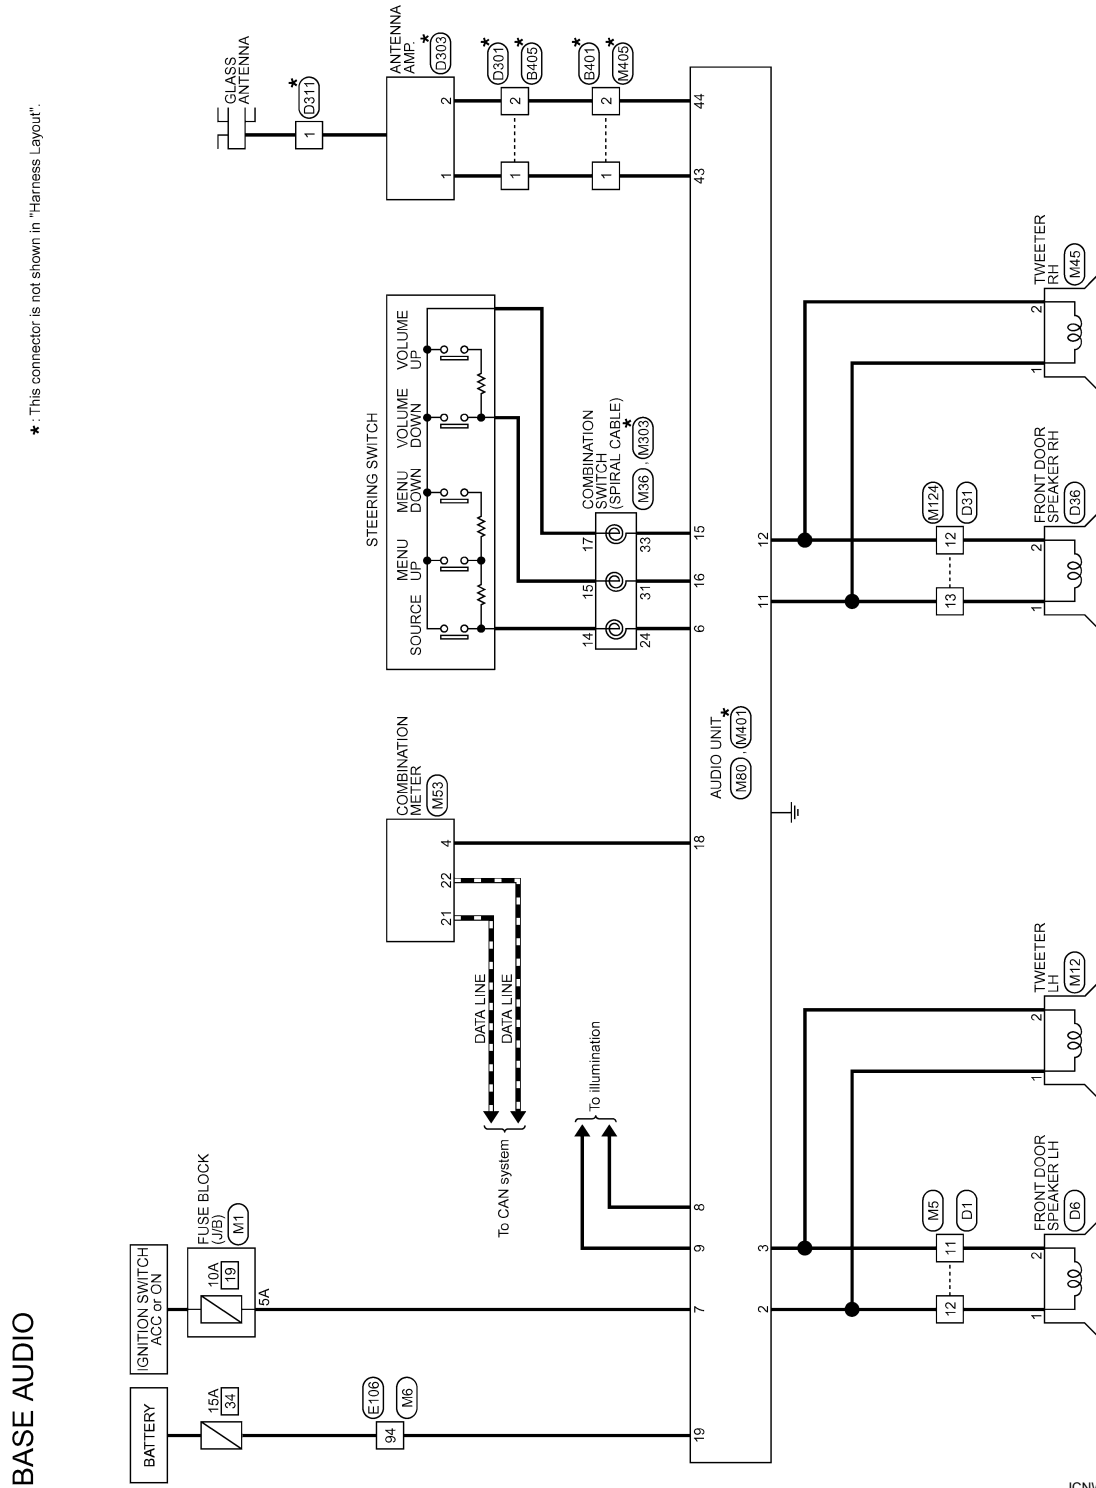 BASE AUDIO
* : This connector is not shown in "Harness Layout".
BATTERY
15A
34
E106
M6
94
19
IGNITION SWITCH
ACC or ON
FUSE BLOCK
(J/B)
M1
10A
19
5A
7
To CAN system
DATA LINE
DATA LINE
To illumination
9
8
COMBINATION
METER
M53
21
22
4
18
STEERING SWITCH
SOURCE
MENU
UP
MENU
DOWN
VOLUME
DOWN
VOLUME
UP
COMBINATION
SWITCH
(SPIRAL CABLE)
M36 , M303 *
14
15
17
24
31
33
6
16
15
GLASS
ANTENNA
D311 *
1
ANTENNA
AMP.
D303 *
1
2
D301 *
B405 *
1
2
B401 *
M405 *
1
2
43
44
AUDIO UNIT
M80 , M401 *
2
3
11
12
M5
D1
12
11
FRONT DOOR
SPEAKER LH
D6
1
2
TWEETER
LH
M12
1
2
M124
D31
13
12
FRONT DOOR
SPEAKER RH
D36
1
2
TWEETER
RH
M45
1
2